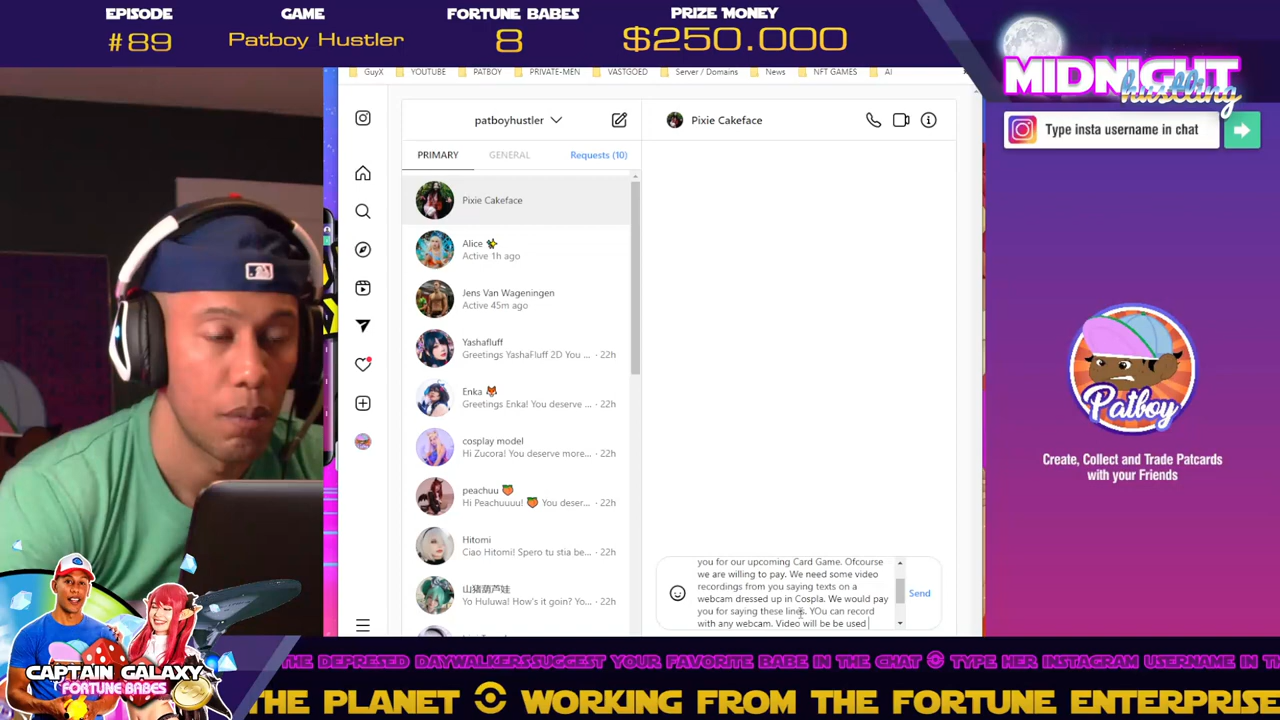 EPISODE
#89
GAME
Patboy Hustler
FORTUNE BABES
8
PRIZE MONEY
$250.000
MIDNIGHT
hustling
Type insta username in chat
GuyX
YOUTUBE
PATBOY
PRIVATE-MEN
VASTGOED
Server / Domains
News
NFT GAMES
AI
patboyhustler
PRIMARY
GENERAL
Requests (10)
Pixie Cakeface
Alice
Active 1h ago
Jens Van Wageningen
Active 45m ago
Yashafluff
Greetings YashaFluff 2D You ... · 22h
Enka
Greetings Enka! You deserve ... · 22h
cosplay model
Hi Zucora! You deserve more... · 22h
peachuu
Hi Peachuuuu! 🍑 You deser... · 22h
Hitomi
Ciao Hitomi! Spero tu stia be... · 22h
山猪葫芦娃
Yo Huluwa! How's it goin? Yo... · 22h
Pixie Cakeface
you for our upcoming Card Game. Ofcourse
we are willing to pay. We need some video
recordings from you saying texts on a
webcam dressed up in Cospla. We would pay
you for saying these lines. YOu can record
with any webcam. Video will be be used
Send
Patboy
Create, Collect and Trade Patcards
with your Friends
CAPTAIN GALAXY
FORTUNE BABES
THE DEPRESED DAYWALKERS.SUGGEST YOUR FAVORITE BABE IN THE CHAT
TYPE HER INSTAGRAM USERNAME IN TH
THE PLANET
WORKING FROM THE FORTUNE ENTERPRISE